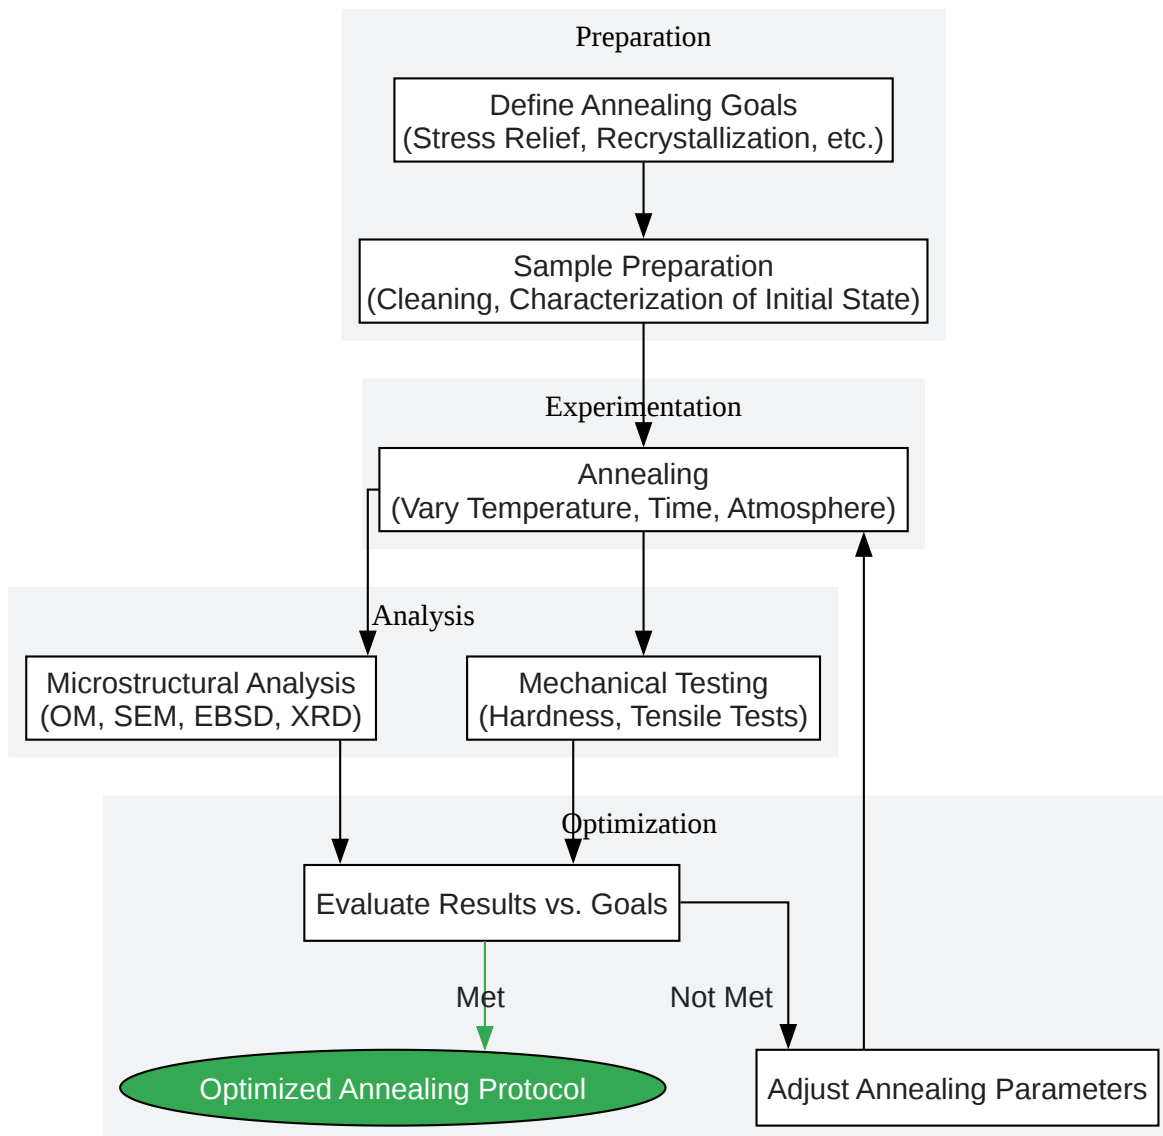 Preparation
Define Annealing Goals
(Stress Relief, Recrystallization, etc.)
Sample Preparation
(Cleaning, Characterization of Initial State)
Experimentation
Annealing
(Vary Temperature, Time, Atmosphere)
Analysis
Microstructural Analysis
(OM, SEM, EBSD, XRD)
Mechanical Testing
(Hardness, Tensile Tests)
Optimization
Evaluate Results vs. Goals
Met
Not Met
Optimized Annealing Protocol
Adjust Annealing Parameters